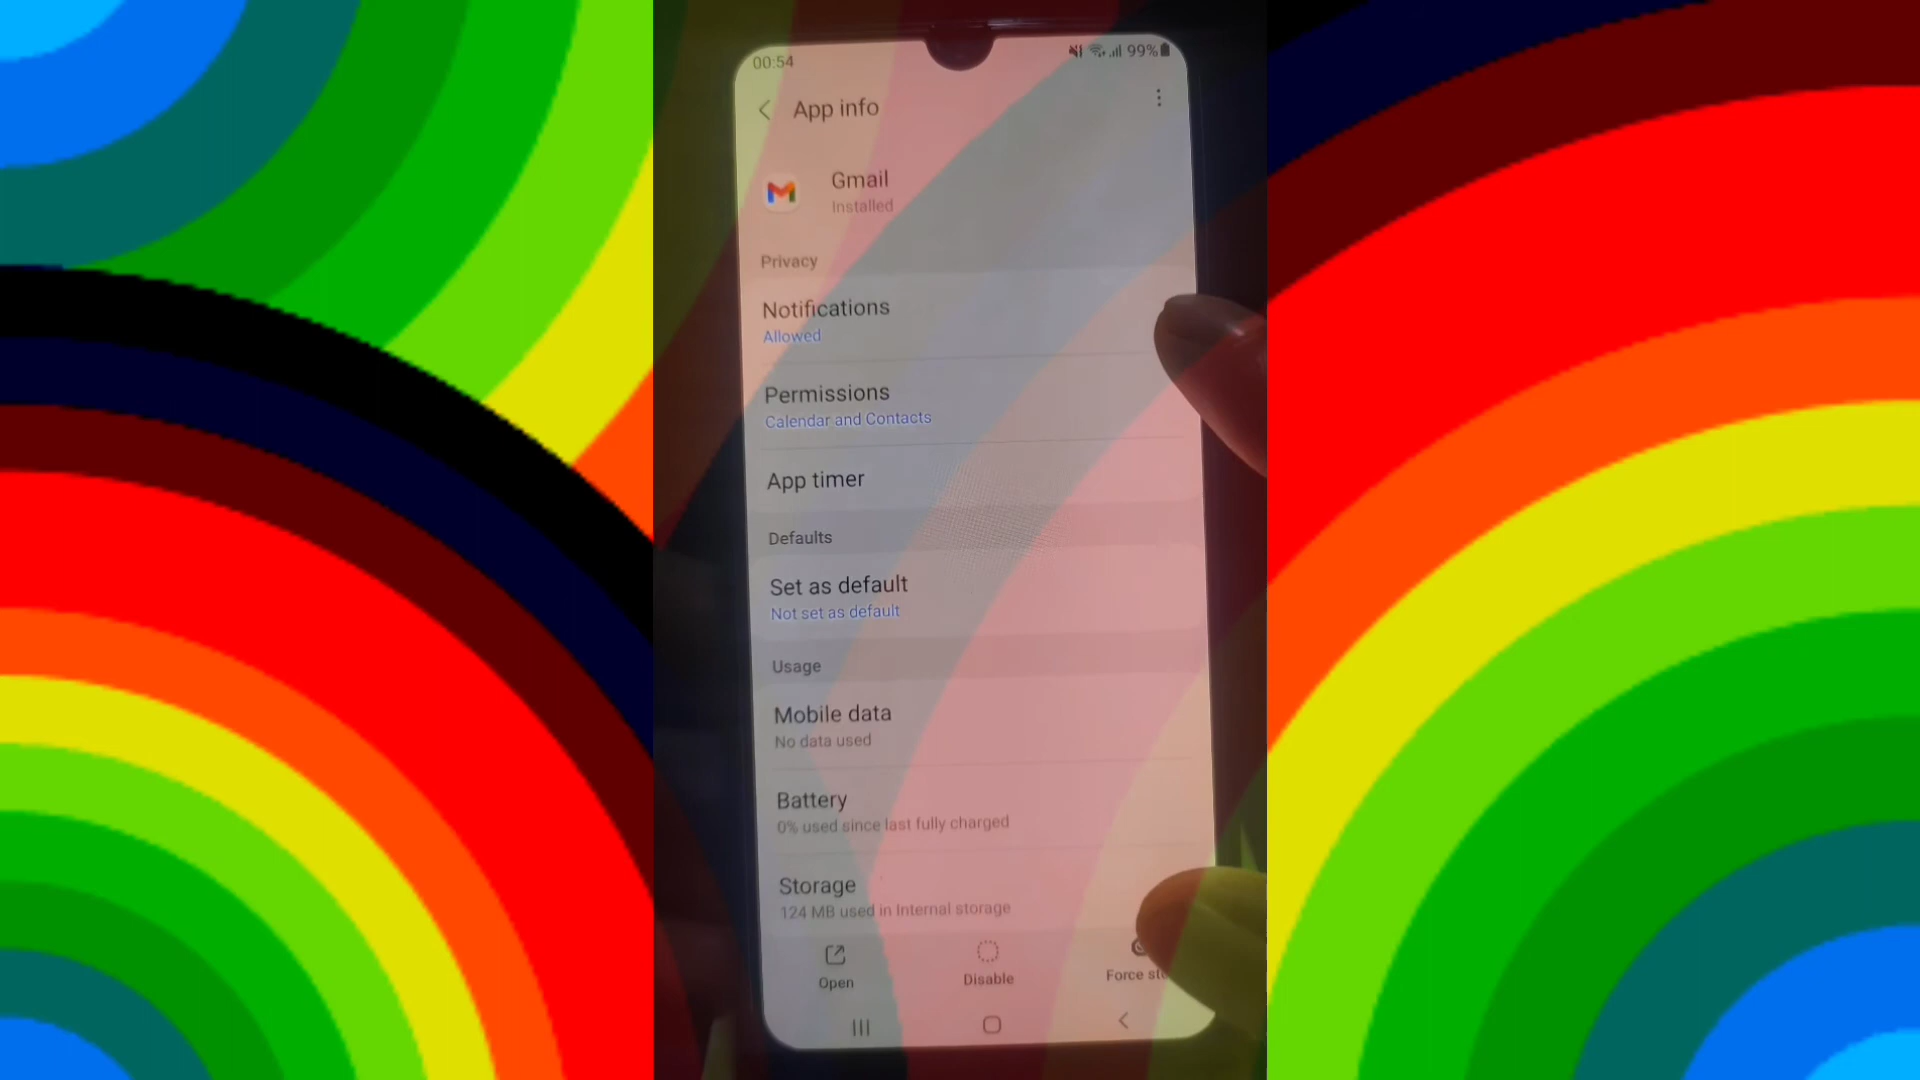 00:54
99%
App info
Gmail
Installed
Privacy
Notifications
Allowed
Permissions
Calendar and Contacts
App timer
Defaults
Set as default
Not set as default
Usage
Mobile data
No data used
Battery
0% used since last fully charged
Storage
124 MB used in Internal storage
Open
Disable
Force